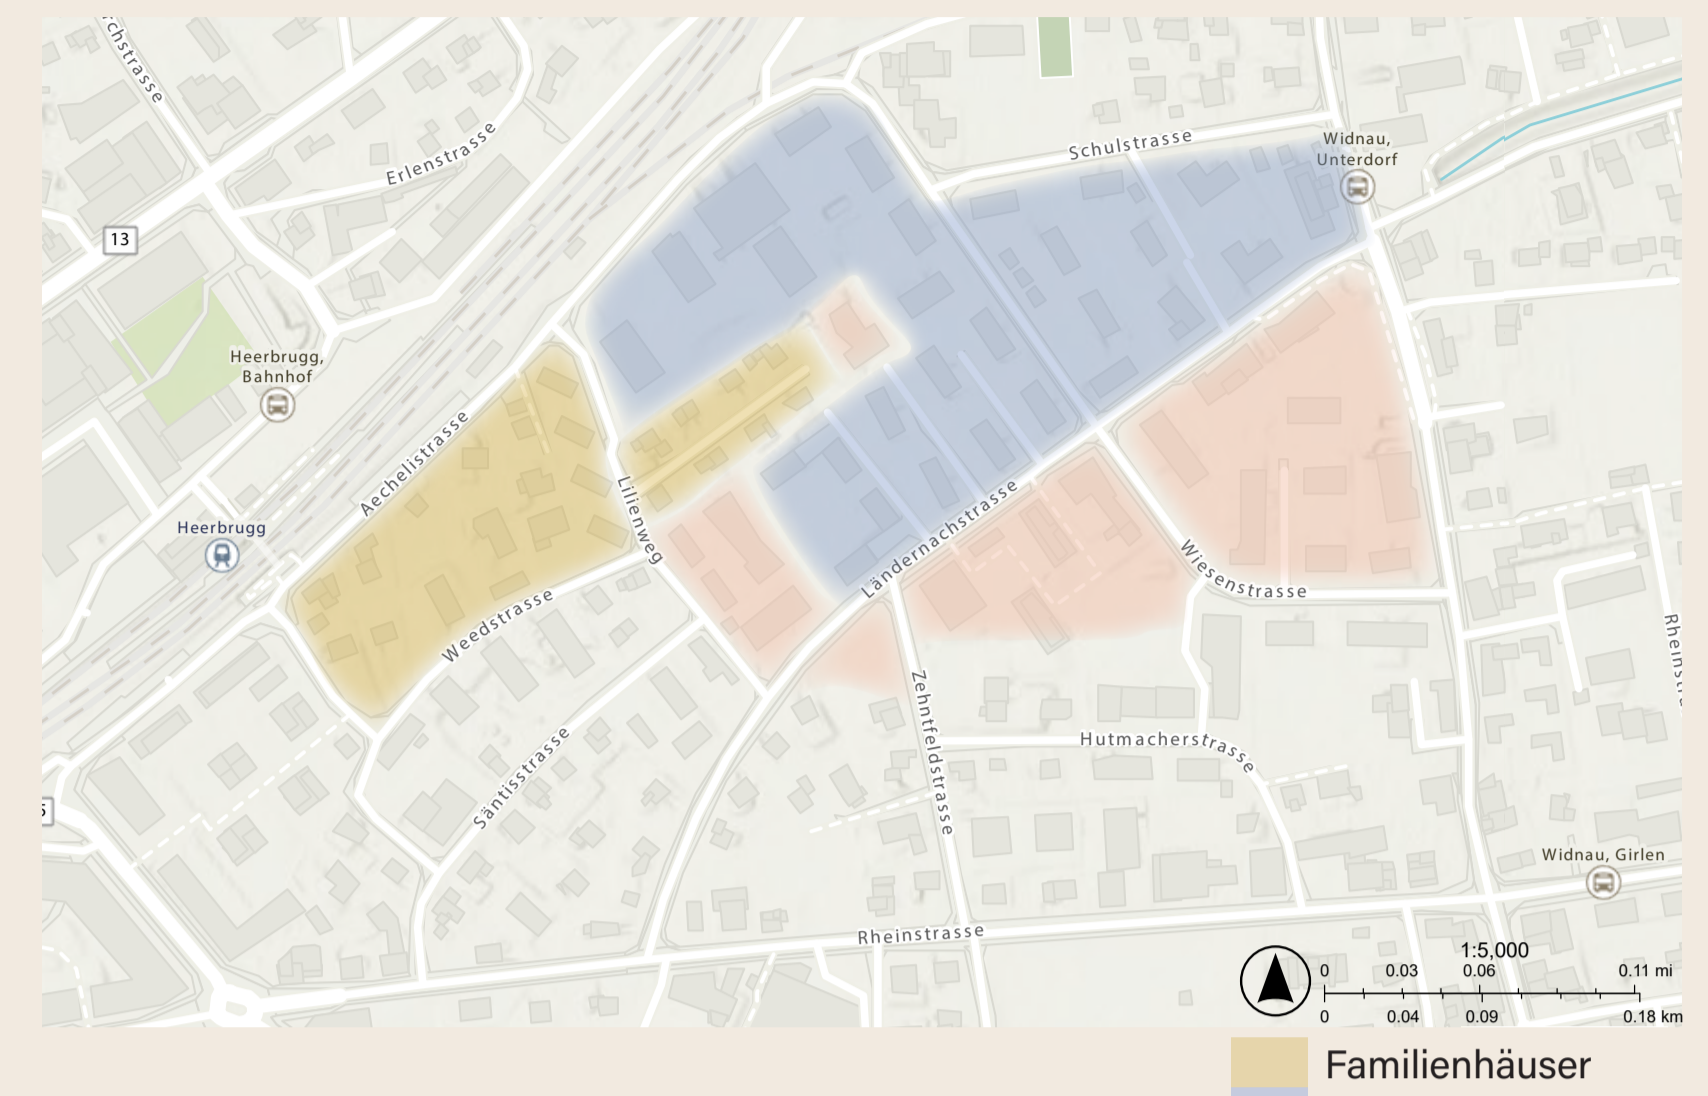 chstrasse
Erlenstrasse
Schulstrasse
Widnau,
Unterdorf
13
Heerbrugg,
Bahnhof
Aechelistrasse
Heerbrugg
Lilienweg
Ländernachstrasse
Wiesenstrasse
Weedstrasse
Säntisstrasse
Zehntfeldstrasse
Hutmacherstrasse
5
Widnau, Girlen
Rheinstrasse
1:5,000
0 0.03 0.06 0.11 mi
0 0.04 0.09 0.18 km
Familienhäuser